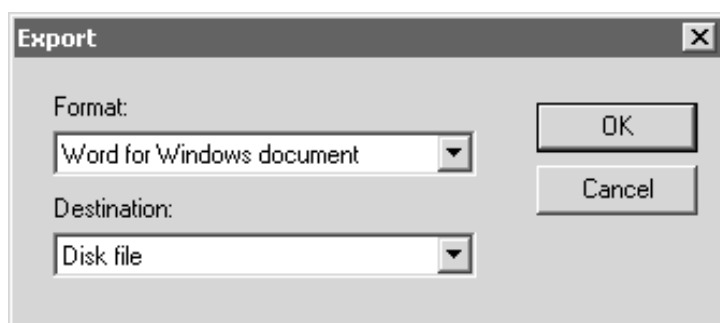 Export
Format:
Word for Windows document
OK
Cancel
Destination:
Disk file